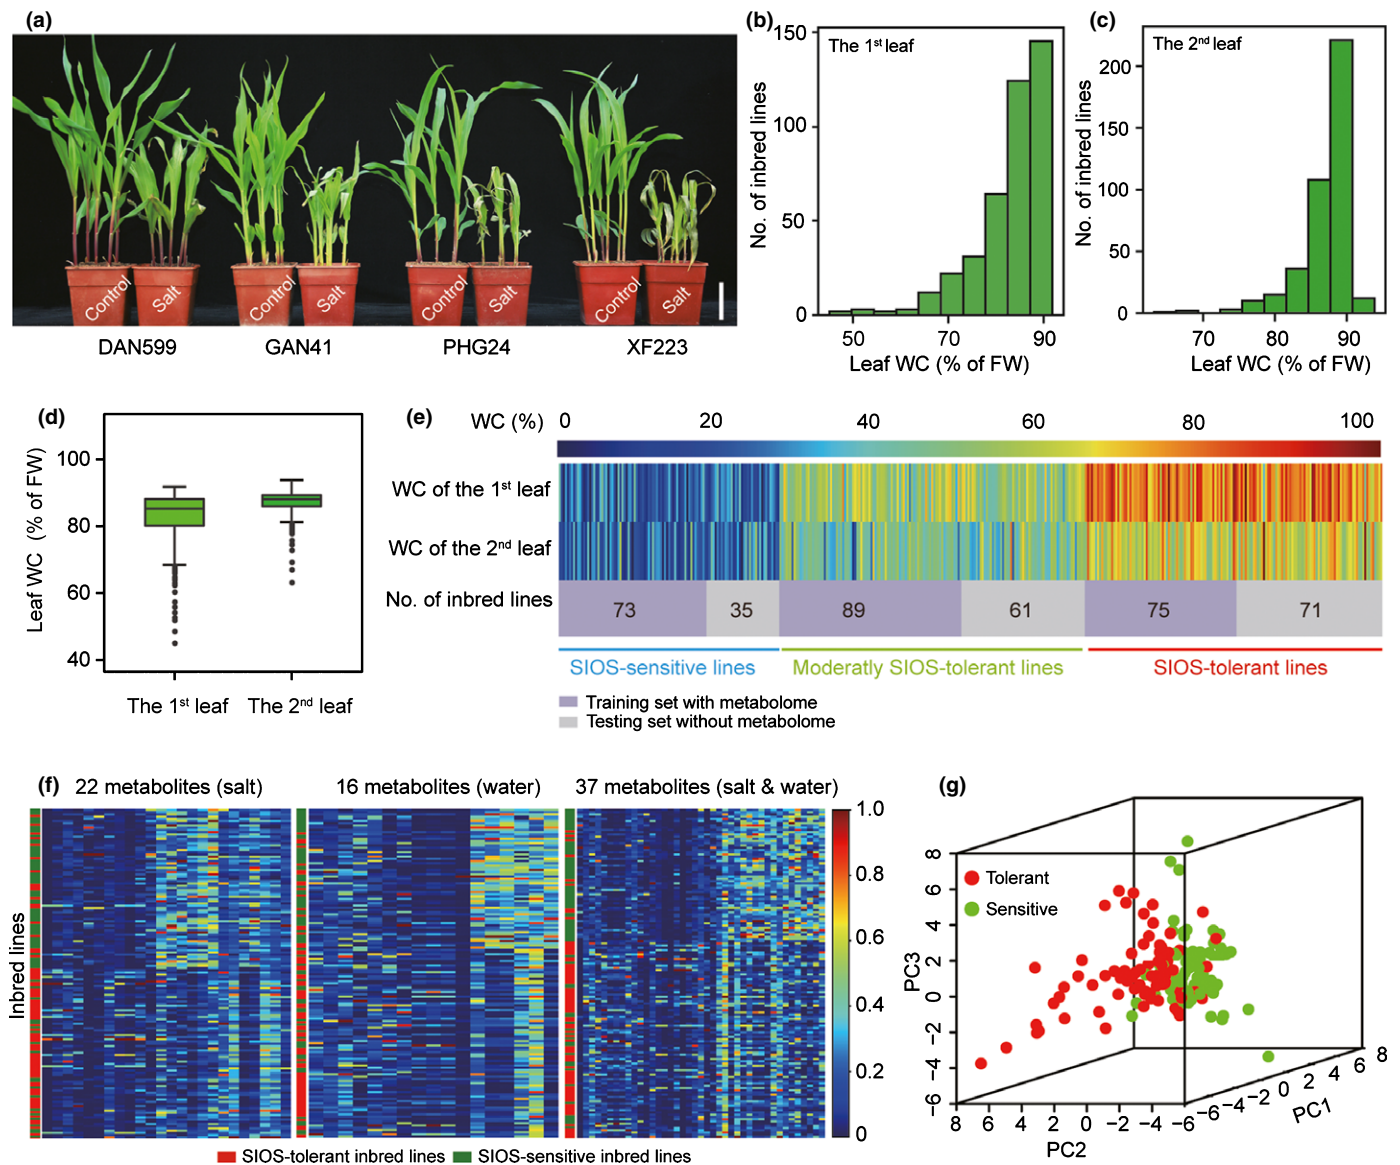 (a)
Control
Salt
Control
Salt
Control
Salt
Control
Salt
DAN599
GAN41
PHG24
XF223
(b)
The 1st leaf
No. of inbred lines
150
100
50
0
50
70
90
Leaf WC (% of FW)
(c)
The 2nd leaf
No. of inbred lines
200
150
100
50
0
70
80
90
Leaf WC (% of FW)
(d)
Leaf WC (% of FW)
100
80
60
40
The 1st leaf
The 2nd leaf
(e)
WC (%)
0
20
40
60
80
100
WC of the 1st leaf
WC of the 2nd leaf
No. of inbred lines
73
35
89
61
75
71
SIOS-sensitive lines
Moderatly SIOS-tolerant lines
SIOS-tolerant lines
Training set with metabolome
Testing set without metabolome
(f)
22 metabolites (salt)
16 metabolites (water)
37 metabolites (salt & water)
Inbred lines
1.0
0.8
0.6
0.4
0.2
0
SIOS-tolerant inbred lines
SIOS-sensitive inbred lines
(g)
Tolerant
Sensitive
PC3
8
6
4
2
0
−2
−4
−6
8
6
4
2
0
−2
−4
−6
PC2
−6
−4
−2
0
2
4
6
8
PC1